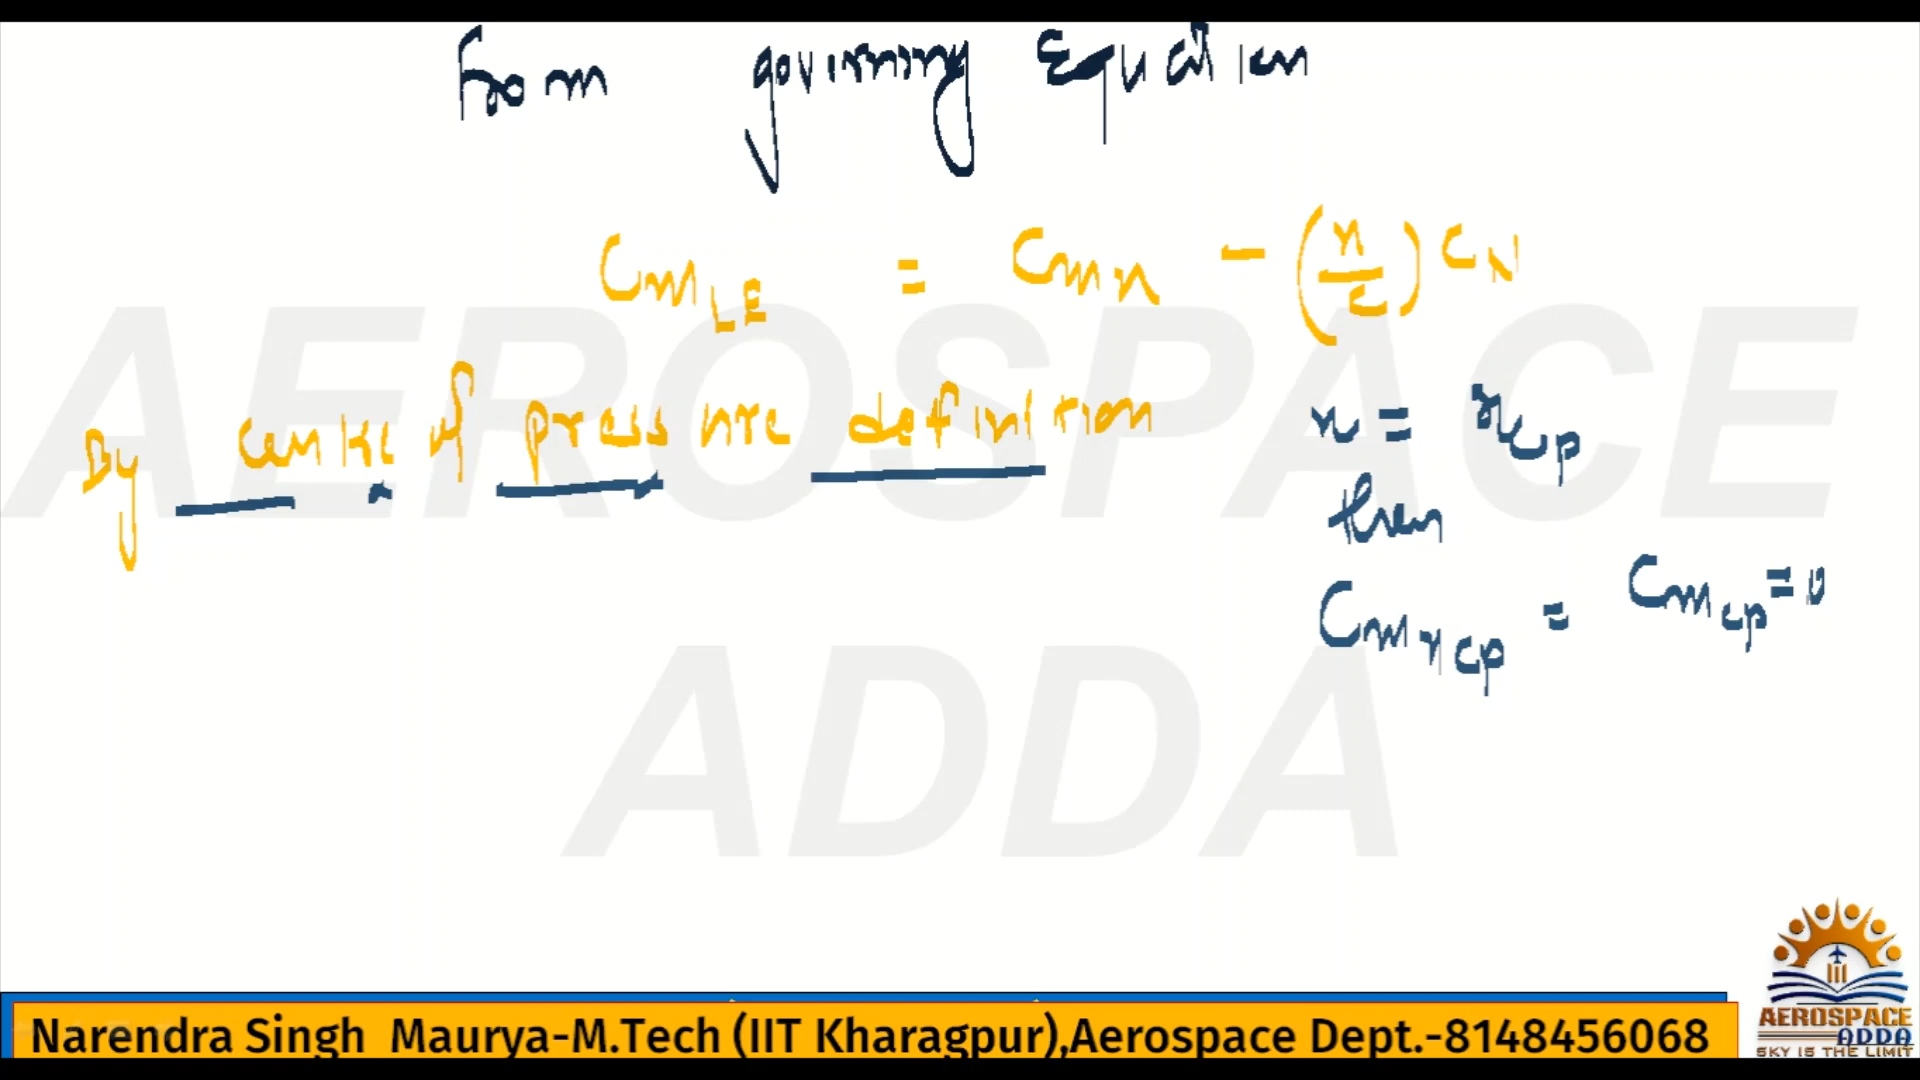 From governing Equation
Cm_LE = Cm_x - (x/c) C_N
By centre of pressure definition x = x_cp
then
Cm_xcp = Cm_cp = 0
AEROSPACE
ADDA
Narendra Singh Maurya-M.Tech (IIT Kharagpur),Aerospace Dept.-8148456068
AEROSPACE
ADDA
SKY IS THE LIMIT